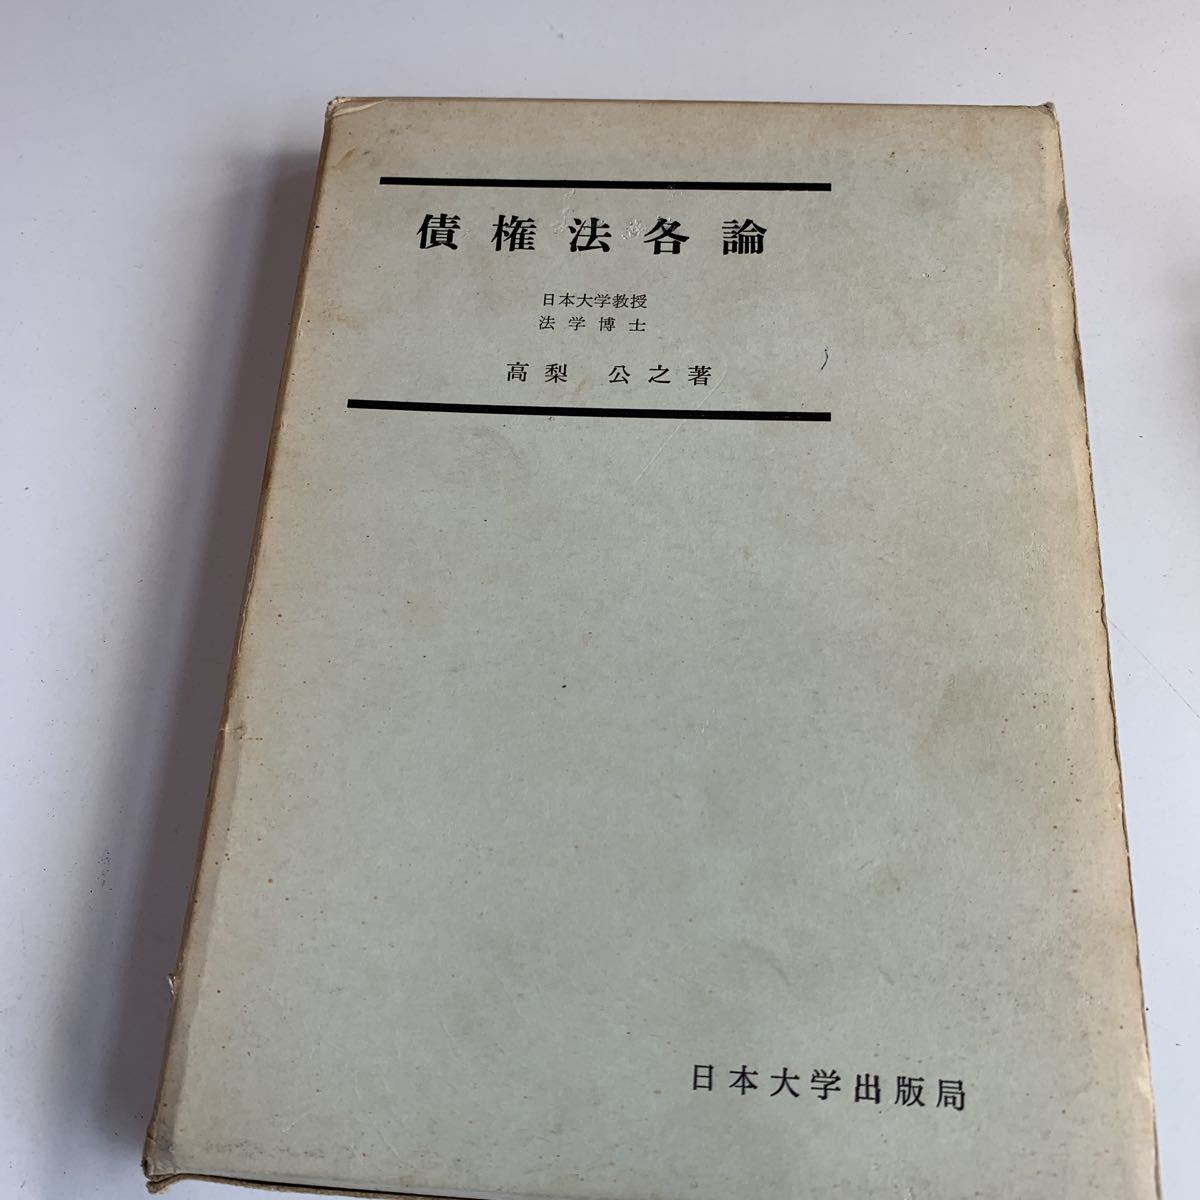 債権法各論
日本大学教授
法学博士
高梨 公之著
日本大学出版局